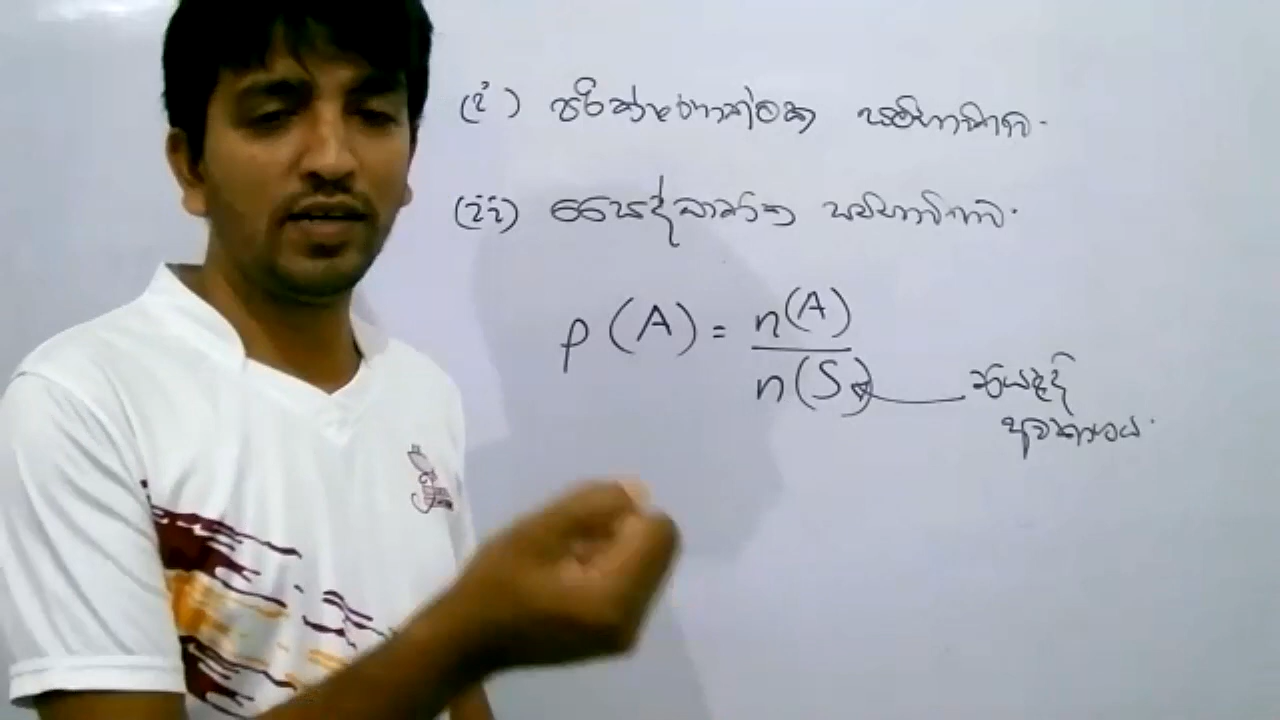 (i) පරීක්ෂණාත්මක සම්භාවිතාව.
(ii) සෛද්ධාන්තික සම්භාවිතාව.
P(A) = n(A)
n(S) නියැදි
අවකාශය.